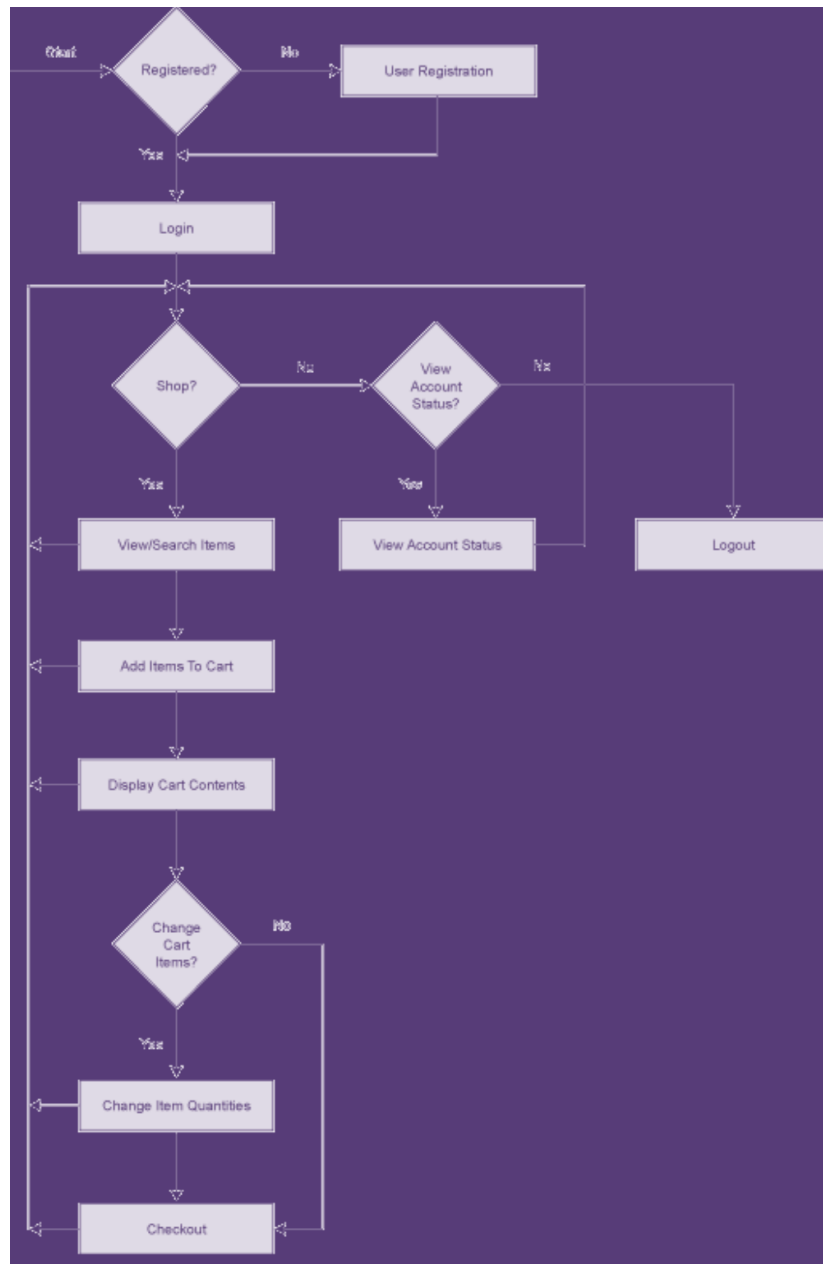 Start
No
Registered?
User Registration
Yes
Login
No
No
View
Account
Status?
Shop?
Yes
Yes
View/Search Items
View Account Status
Logout
Add Items To Cart
Display Cart Contents
No
Change
Cart
Items?
Yes
Change Item Quantities
Checkout